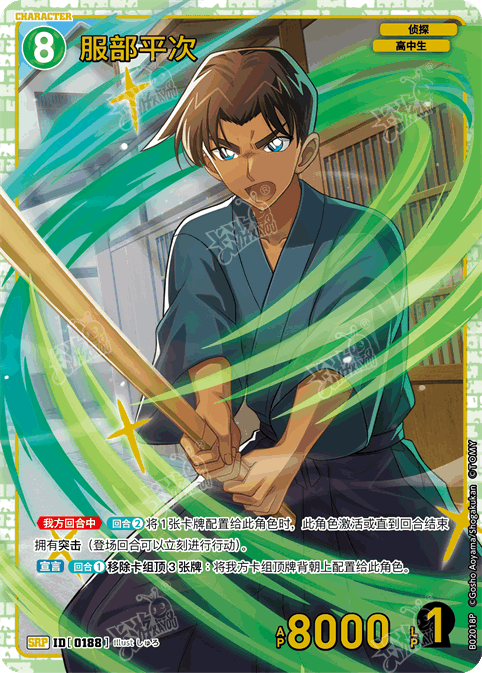 CHARACTER
8
服部平次
侦探
高中生
我方回合中 回合② 将1张卡牌配置给此角色时，此角色激活或直到回合结束
拥有突击（登场回合可以立刻进行行动）。
宣言 回合① 移除卡组顶3张牌：将我方卡组顶牌背朝上配置给此角色。
SRP ID[0188] illust しゅろ
AP 8000 LP 1
B02018P ©Gosho Aoyama/Shogakukan ©TOMY